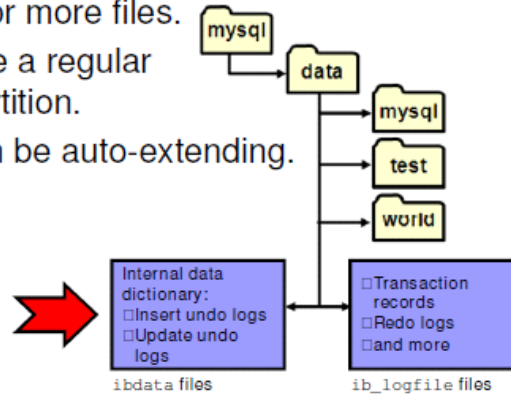 or more files.
e a regular
rtition.
n be auto-extending.
mysql
data
mysql
test
world
Internal data
dictionary:
□Insert undo logs
□Update undo
logs
ibdata files
□Transaction
records
□Redo logs
□and more
ib_logfile files